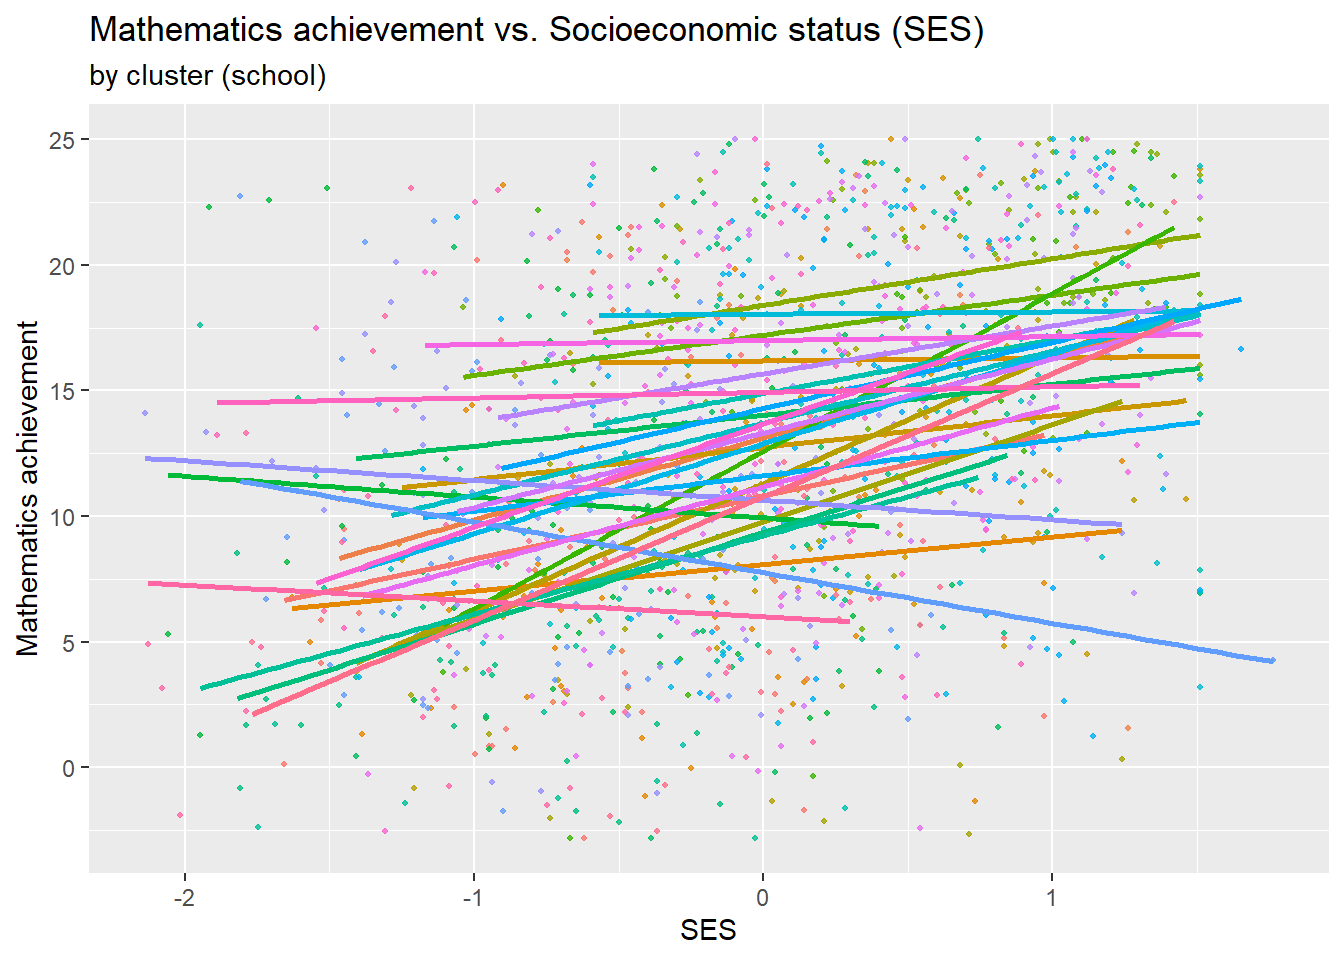 Mathematics achievement vs. Socioeconomic status (SES)
by cluster (school)
Mathematics achievement
25
20
15
10
5
0
-2
-1
0
1
SES